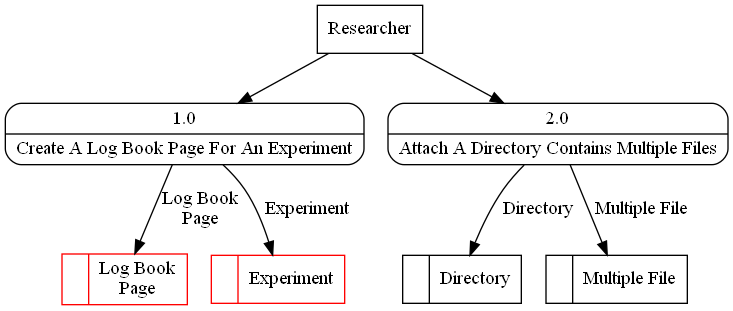 Researcher
1.0
Create A Log Book Page For An Experiment
2.0
Attach A Directory Contains Multiple Files
Log Book
Page
Experiment
Directory
Multiple File
Log Book
Page
Experiment
Directory
Multiple File